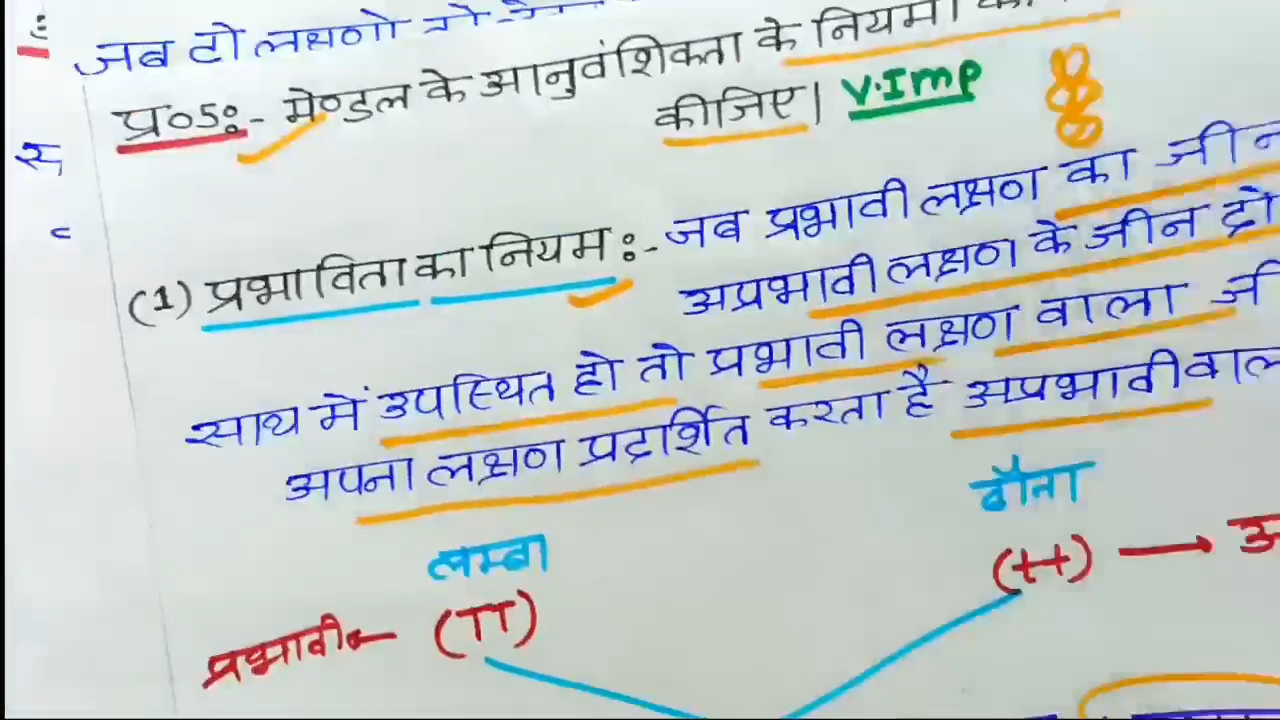 जब दो लक्षणो
प्र०5:- मेण्डल के आनुवंशिकता के नियमों
कीजिए। V.Imp
(1) प्रभाविता का नियम :- जब प्रभावी लक्षण का जीन
अप्रभावी लक्षण के जीन
साथ में उपस्थित हो तो प्रभावी लक्षण वाला
अपना लक्षण प्रदार्शित करता है अप्रभावी
लम्बा बौना
प्रभावी ← (TT) (tt) →